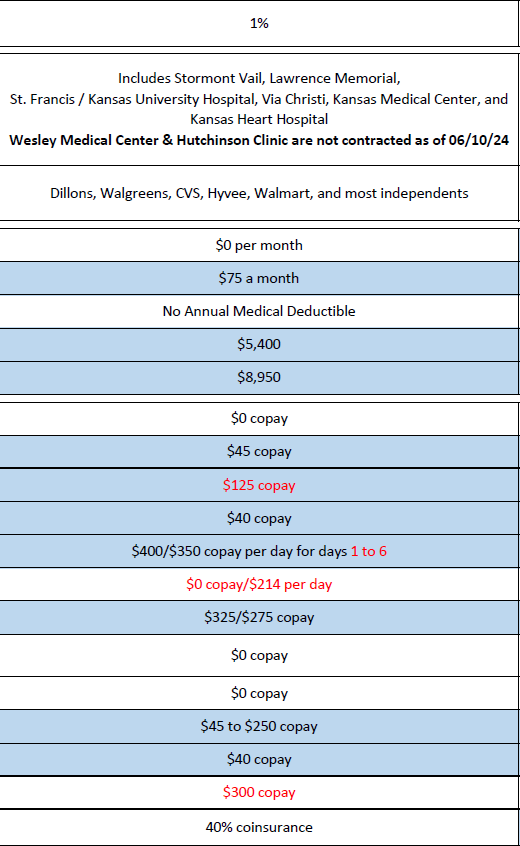 1%
Includes Stormont Vail, Lawrence Memorial,
St. Francis / Kansas University Hospital, Via Christi, Kansas Medical Center, and
Kansas Heart Hospital
Wesley Medical Center & Hutchinson Clinic are not contracted as of 06/10/24
Dillons, Walgreens, CVS, Hyvee, Walmart, and most independents
$0 per month
$75 a month
No Annual Medical Deductible
$5,400
$8,950
$0 copay
$45 copay
$125 copay
$40 copay
$400/$350 copay per day for days 1 to 6
$0 copay/$214 per day
$325/$275 copay
$0 copay
$0 copay
$45 to $250 copay
$40 copay
$300 copay
40% coinsurance